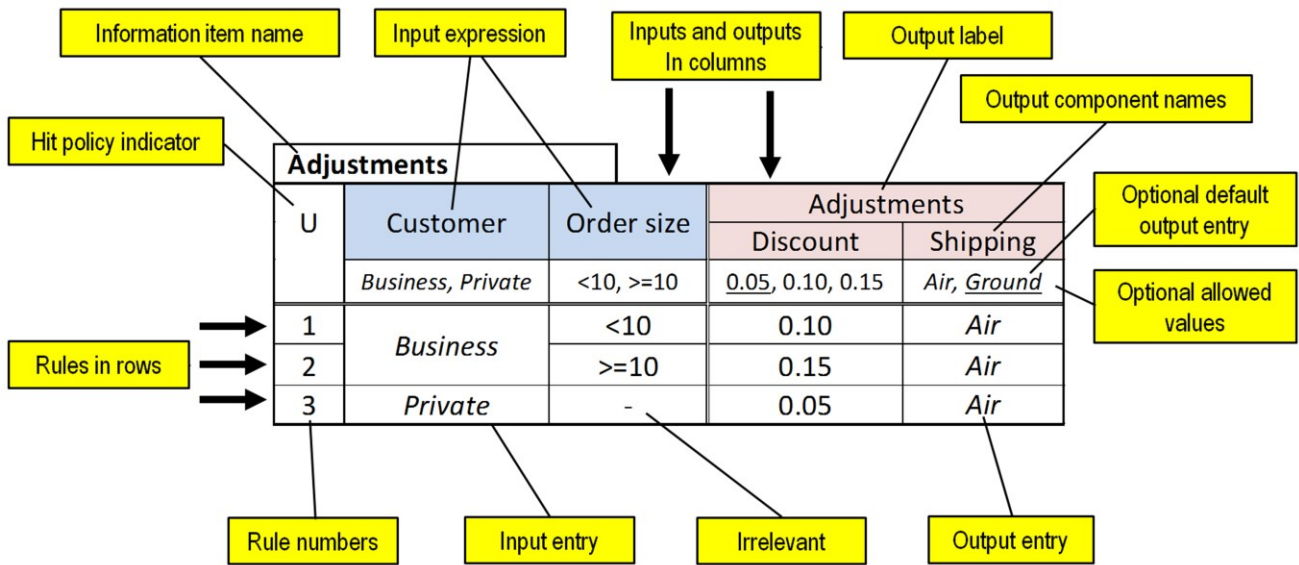 Information item name
Input expression
Inputs and outputs
In columns
Output label
Output component names
Hit policy indicator
Adjustments
Optional default
output entry
U
Customer
Order size
Adjustments
Discount
Shipping
Business, Private
<10, >=10
0.05, 0.10, 0.15
Air, Ground
Optional allowed
values
Rules in rows
1
Business
<10
0.10
Air
2
>=10
0.15
Air
3
Private
-
0.05
Air
Rule numbers
Input entry
Irrelevant
Output entry